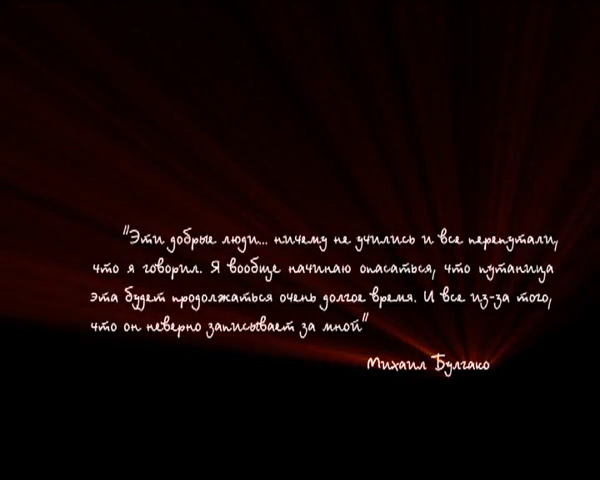 "Эти добрые люди... ничему не учились и все перепутали,
что я говорил. Я вообще начинаю опасаться, что путаница
эта будет продолжаться очень долгое время. И все из-за того,
что он неверно записывает за мной"
Михаил Булгако